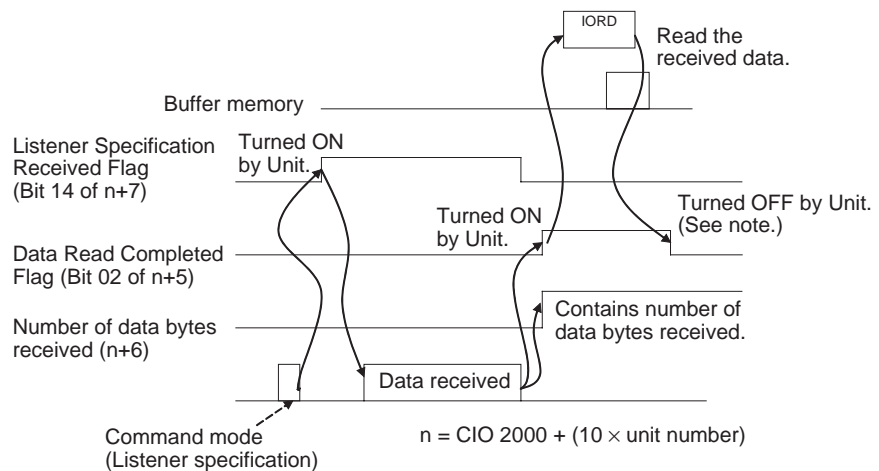 IORD
Read the
received data.
Buffer memory
Listener Specification
Received Flag
(Bit 14 of n+7)
Turned ON
by Unit.
Turned ON
by Unit.
Turned OFF by Unit.
(See note.)
Data Read Completed
Flag (Bit 02 of n+5)
Contains number of
data bytes received.
Number of data bytes
received (n+6)
Data received
Command mode
(Listener specification)
n = CIO 2000 + (10 × unit number)